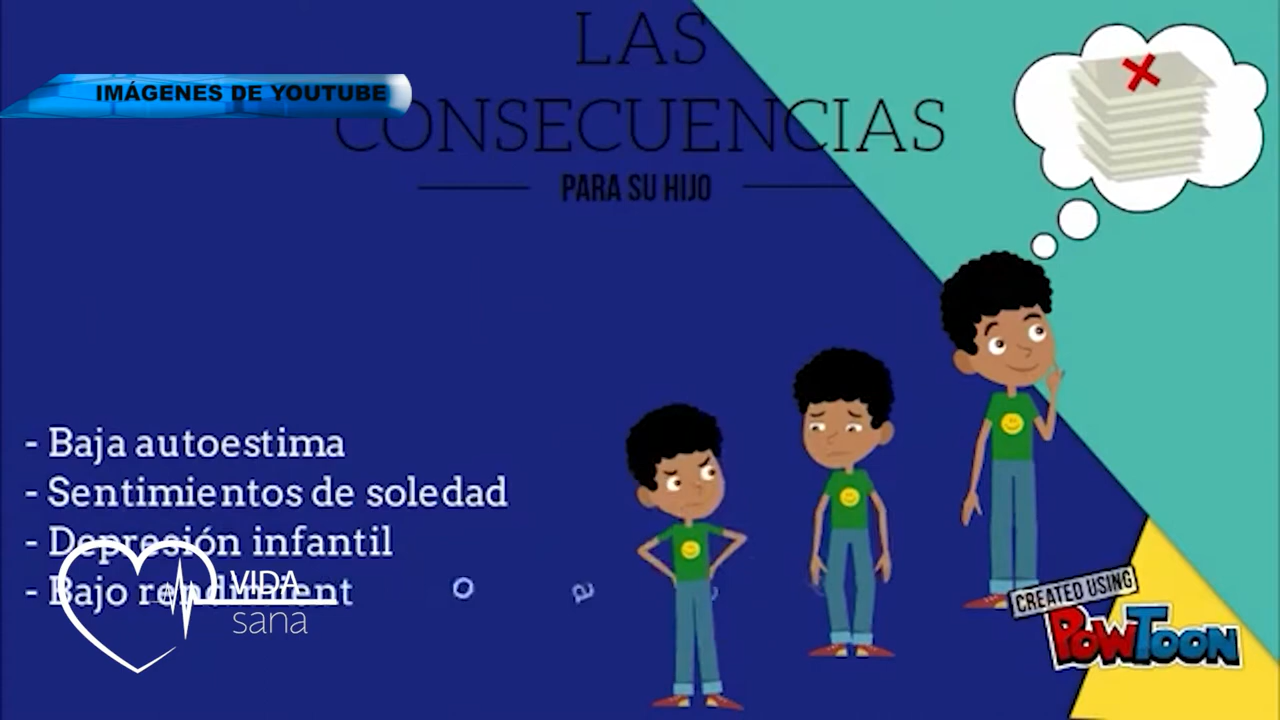 LAS
IMÁGENES DE YOUTUBE
CONSECUENCIAS
PARA SU HIJO
- Baja autoestima
- Sentimientos de soledad
- Depresión infantil
- Bajo rendimient o a
VIDA
sana
CREATED USING
POWTOON